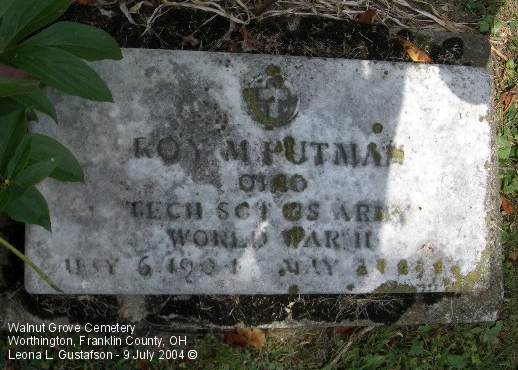 ROY M PUTMAN
OHIO
TECH SGT US ARMY
WORLD WAR II
6 1904 MAY
Walnut Grove Cemetery
Worthington, Franklin County, OH
Leona L. Gustafson - 9 July 2004 ©